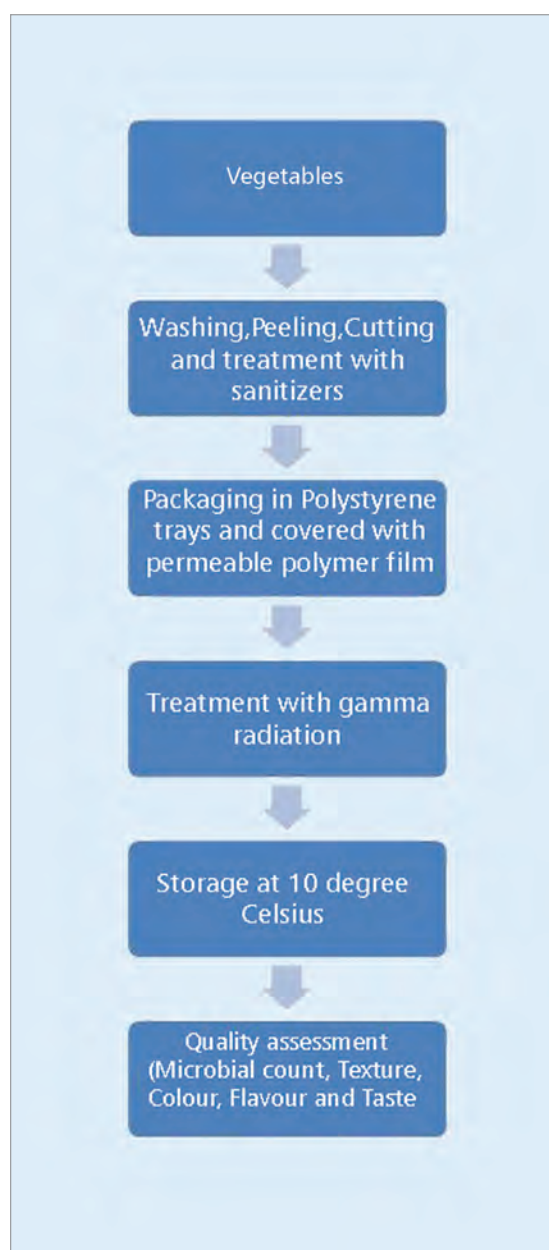 Vegetables
Washing,Peeling,Cutting
and treatment with
sanitizers
Packaging in Polystyrene
trays and covered with
permeable polymer film
Treatment with gamma
radiation
Storage at 10 degree
Celsius
Quality assessment
(Microbial count, Texture,
Colour, Flavour and Taste